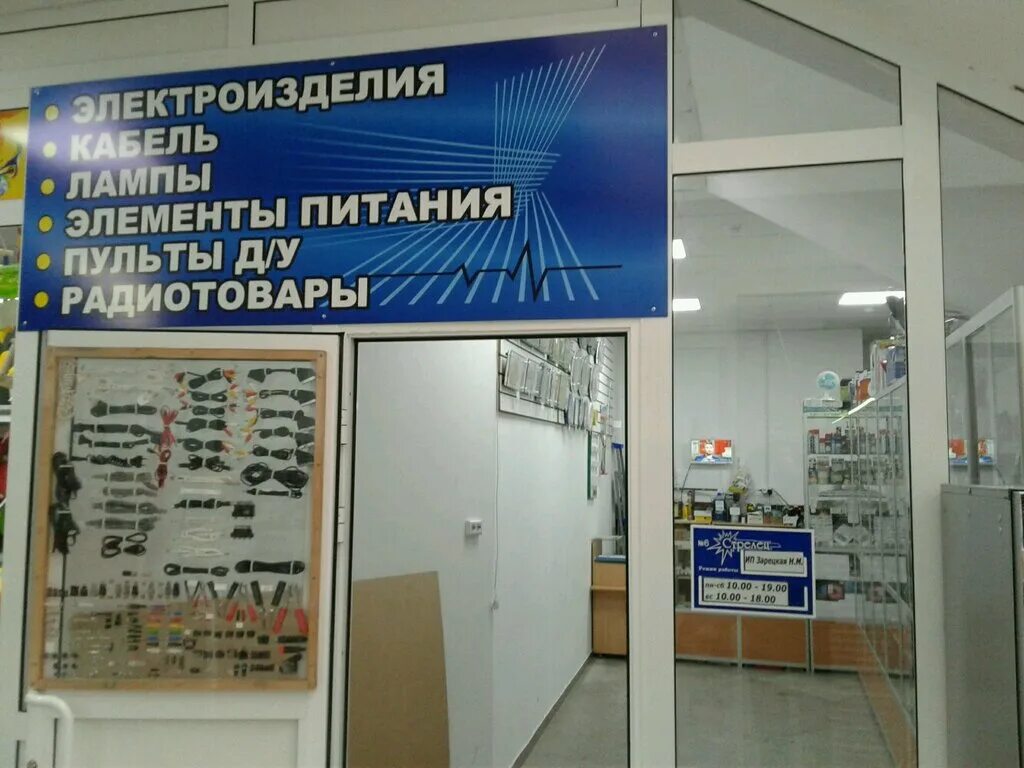 ЭЛЕКТРОИЗДЕЛИЯ
КАБЕЛЬ
ЛАМПЫ
ЭЛЕМЕНТЫ ПИТАНИЯ
ПУЛЬТЫ Д/У
РАДИОТОВАРЫ
№6 Стрелец
ИП Зарецкая Н.Н.
Режим работы
пн-сб 10.00 - 19.00
вс 10.00 - 18.00